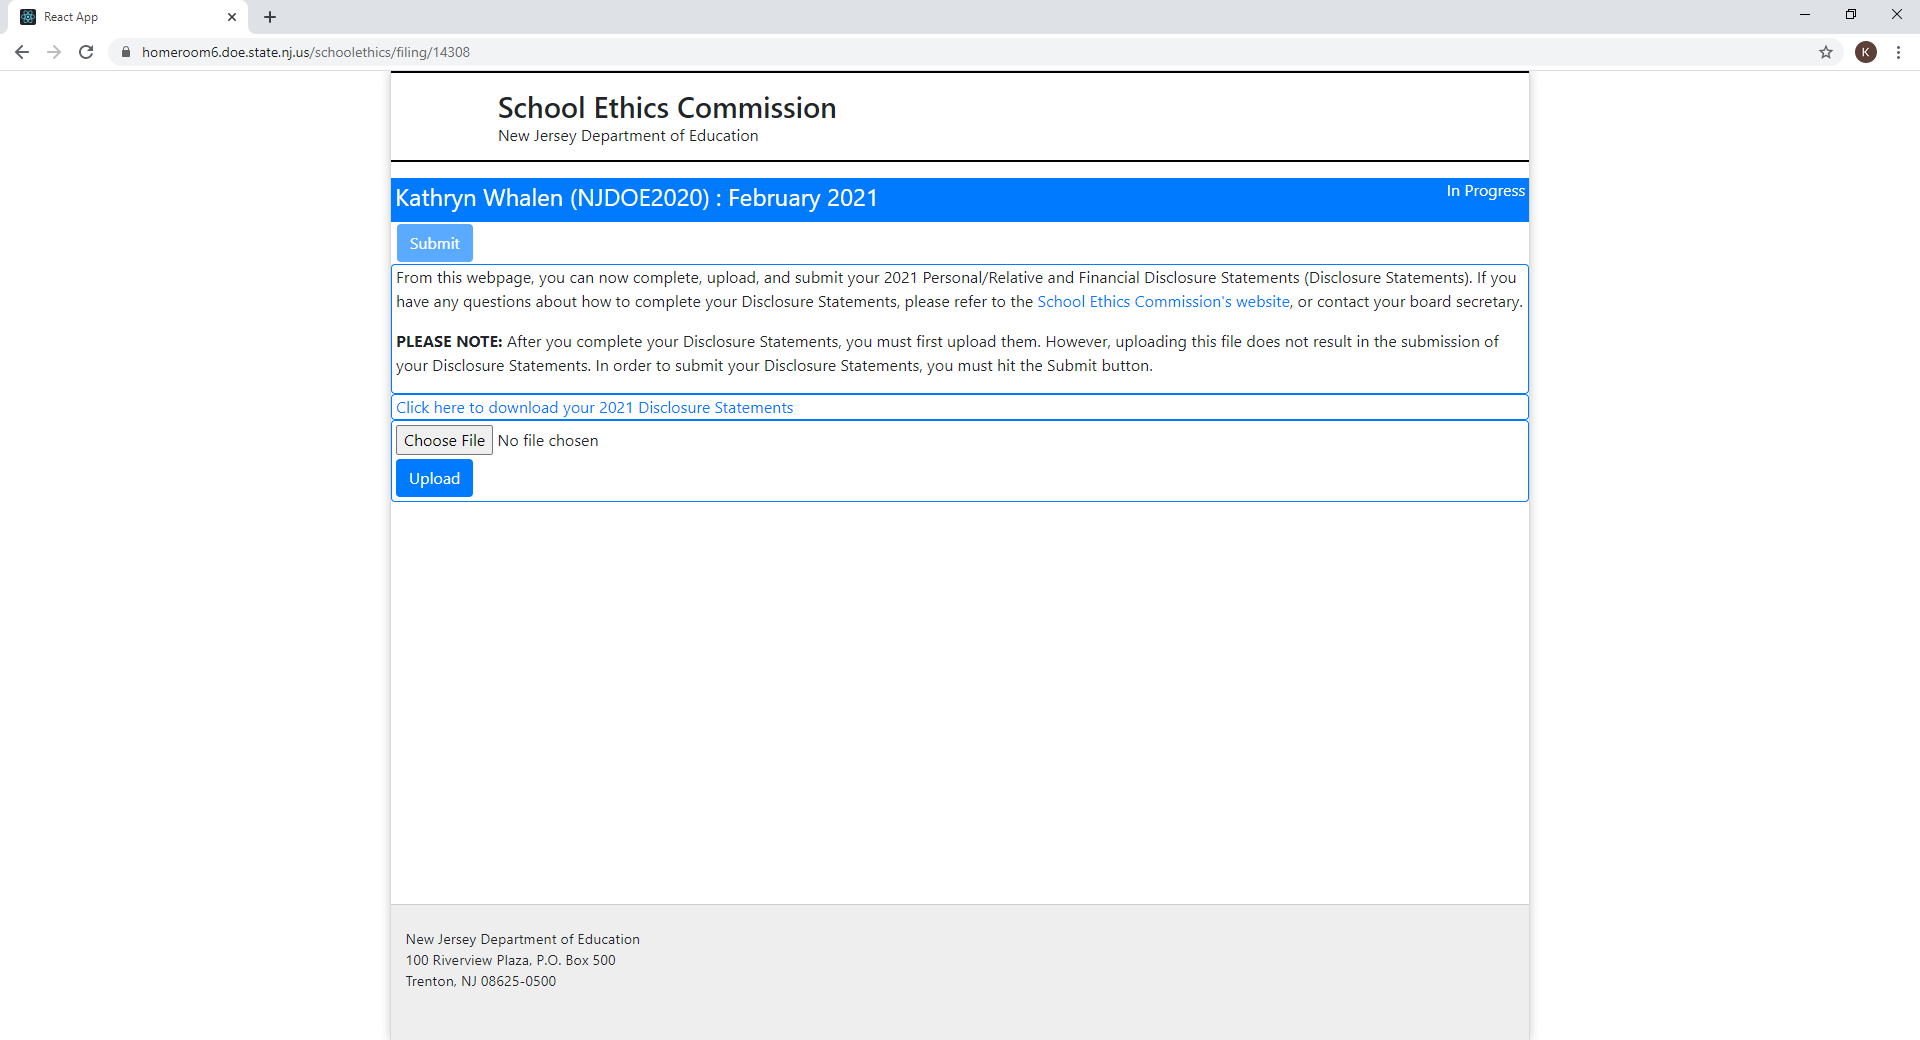 React App
homeroom6.doe.state.nj.us/schoolethics/filing/14308
K
School Ethics Commission
New Jersey Department of Education
Kathryn Whalen (NJDOE2020) : February 2021
In Progress
Submit
From this webpage, you can now complete, upload, and submit your 2021 Personal/Relative and Financial Disclosure Statements (Disclosure Statements). If you
have any questions about how to complete your Disclosure Statements, please refer to the School Ethics Commission's website, or contact your board secretary.
PLEASE NOTE: After you complete your Disclosure Statements, you must first upload them. However, uploading this file does not result in the submission of
your Disclosure Statements. In order to submit your Disclosure Statements, you must hit the Submit button.
Click here to download your 2021 Disclosure Statements
Choose File No file chosen
Upload
New Jersey Department of Education
100 Riverview Plaza, P.O. Box 500
Trenton, NJ 08625-0500